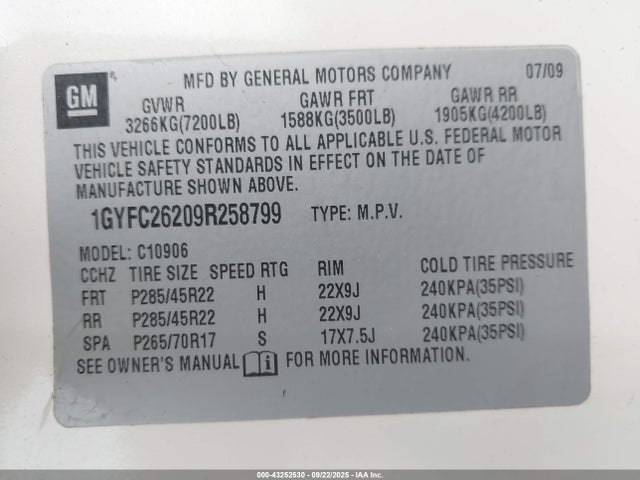 GM
MFD BY GENERAL MOTORS COMPANY 07/09
GVWR GAWR FRT GAWR RR
3266KG(7200LB) 1588KG(3500LB) 1905KG(4200LB)
THIS VEHICLE CONFORMS TO ALL APPLICABLE U.S. FEDERAL MOTOR
VEHICLE SAFETY STANDARDS IN EFFECT ON THE DATE OF
MANUFACTURE SHOWN ABOVE.
1GYFC26209R258799 TYPE: M.P.V.
MODEL: C10906
CCHZ TIRE SIZE SPEED RTG RIM COLD TIRE PRESSURE
FRT P285/45R22 H 22X9J 240KPA(35PSI)
RR P285/45R22 H 22X9J 240KPA(35PSI)
SPA P265/70R17 S 17X7.5J 240KPA(35PSI)
SEE OWNER'S MANUAL i FOR MORE INFORMATION.
000-43252530 - 09/22/2025 - IAA Inc.